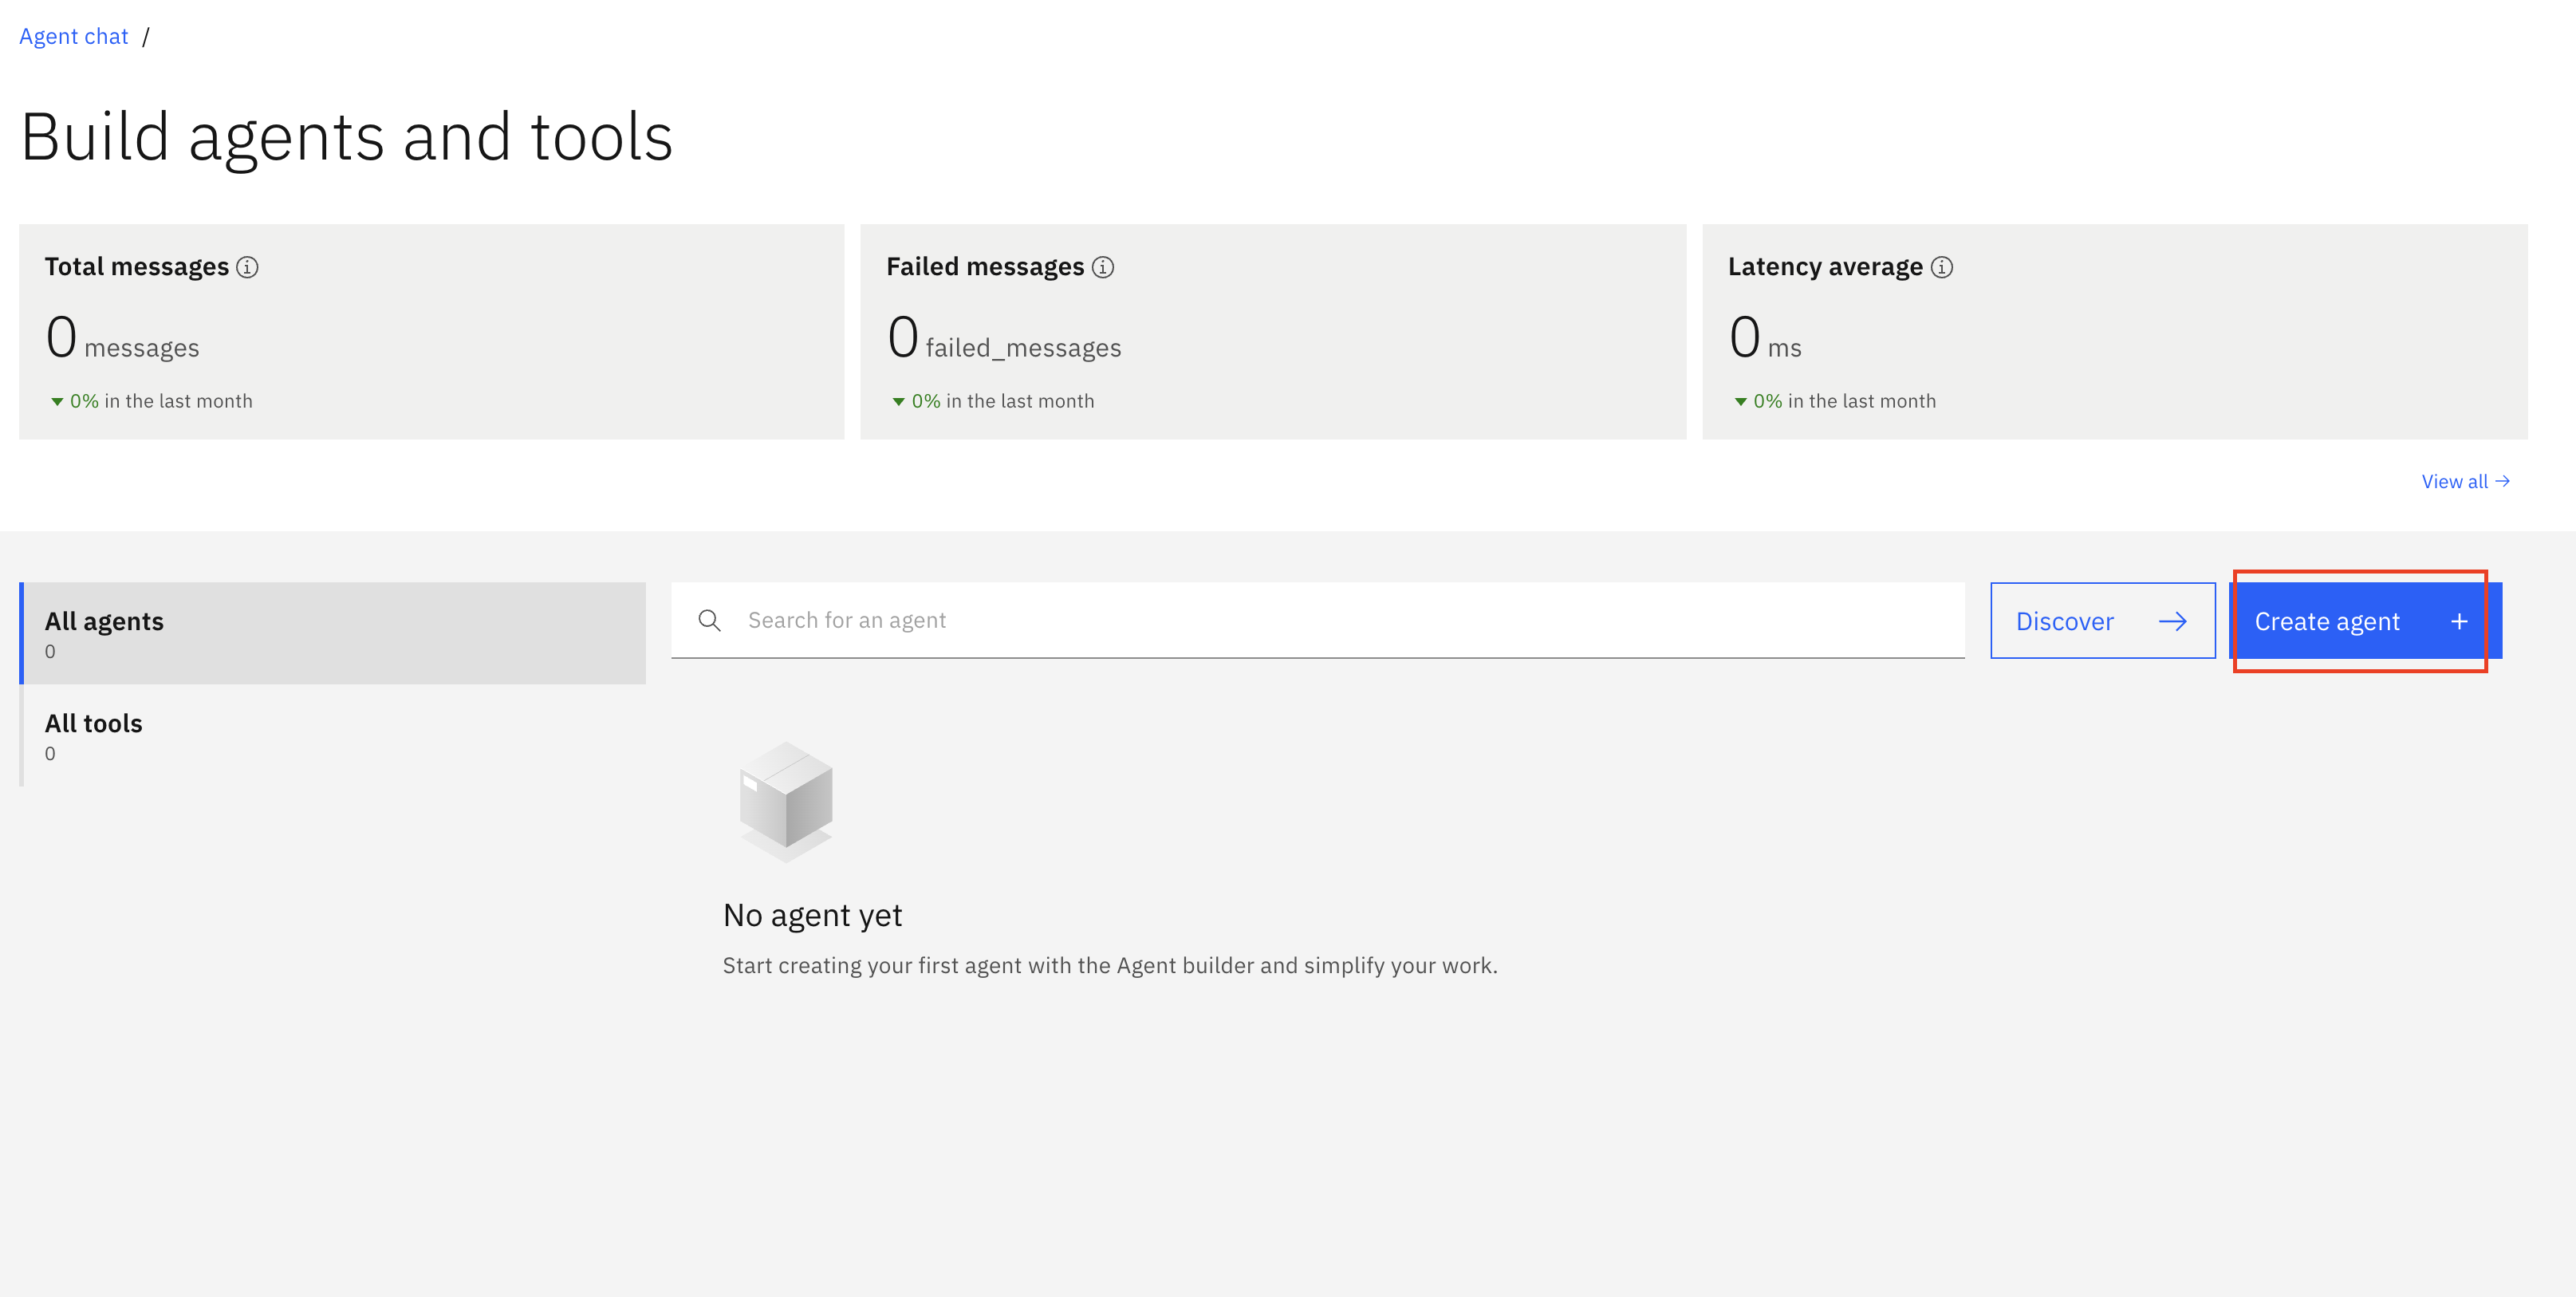 Agent chat /
Build agents and tools
Total messages
0 messages
0% in the last month
Failed messages
0 failed_messages
0% in the last month
Latency average
0 ms
0% in the last month
View all →
All agents
0
All tools
0
Search for an agent
Discover →
Create agent +
No agent yet
Start creating your first agent with the Agent builder and simplify your work.